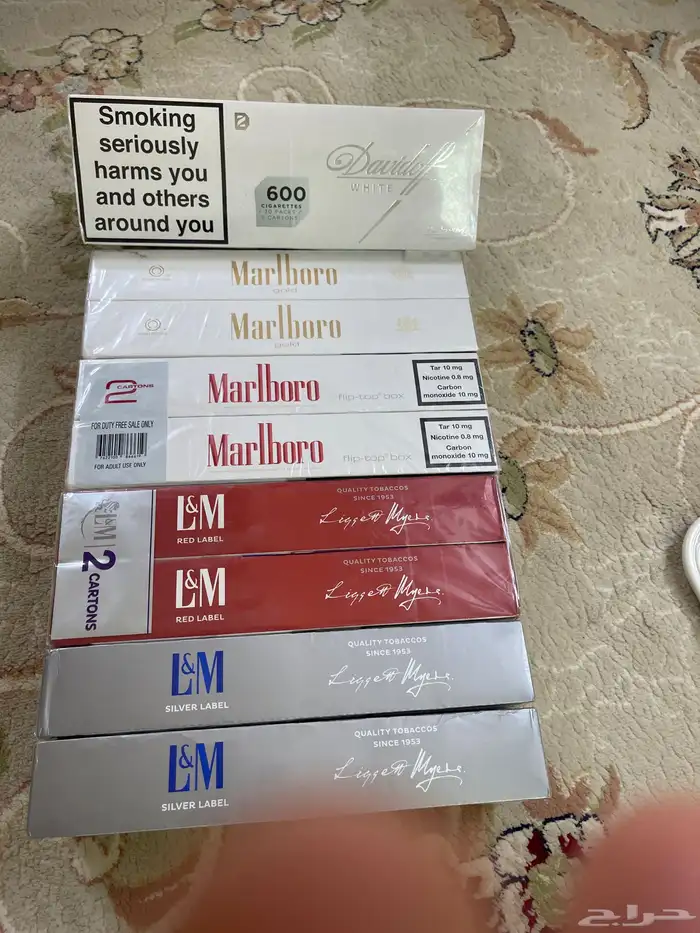 Smoking
seriously
harms you
and others
around you
Davidoff
WHITE
600
CIGARETTES
Marlboro
GOLD
Marlboro
GOLD
2 CARTONS
Marlboro
flip-top box
Tar 10 mg
Nicotine 0.8 mg
Carbon
monoxide 10 mg
FOR DUTY FREE SALE ONLY
FOR ADULT USE ONLY
Marlboro
flip-top box
Tar 10 mg
Nicotine 0.8 mg
Carbon
monoxide 10 mg
L&M
2 CARTONS
L&M
RED LABEL
QUALITY TOBACCOS
SINCE 1953
Liggett Myers.
L&M
RED LABEL
QUALITY TOBACCOS
SINCE 1953
Liggett Myers.
L&M
SILVER LABEL
QUALITY TOBACCOS
SINCE 1953
Liggett Myers.
L&M
SILVER LABEL
QUALITY TOBACCOS
SINCE 1953
Liggett Myers.
حراج